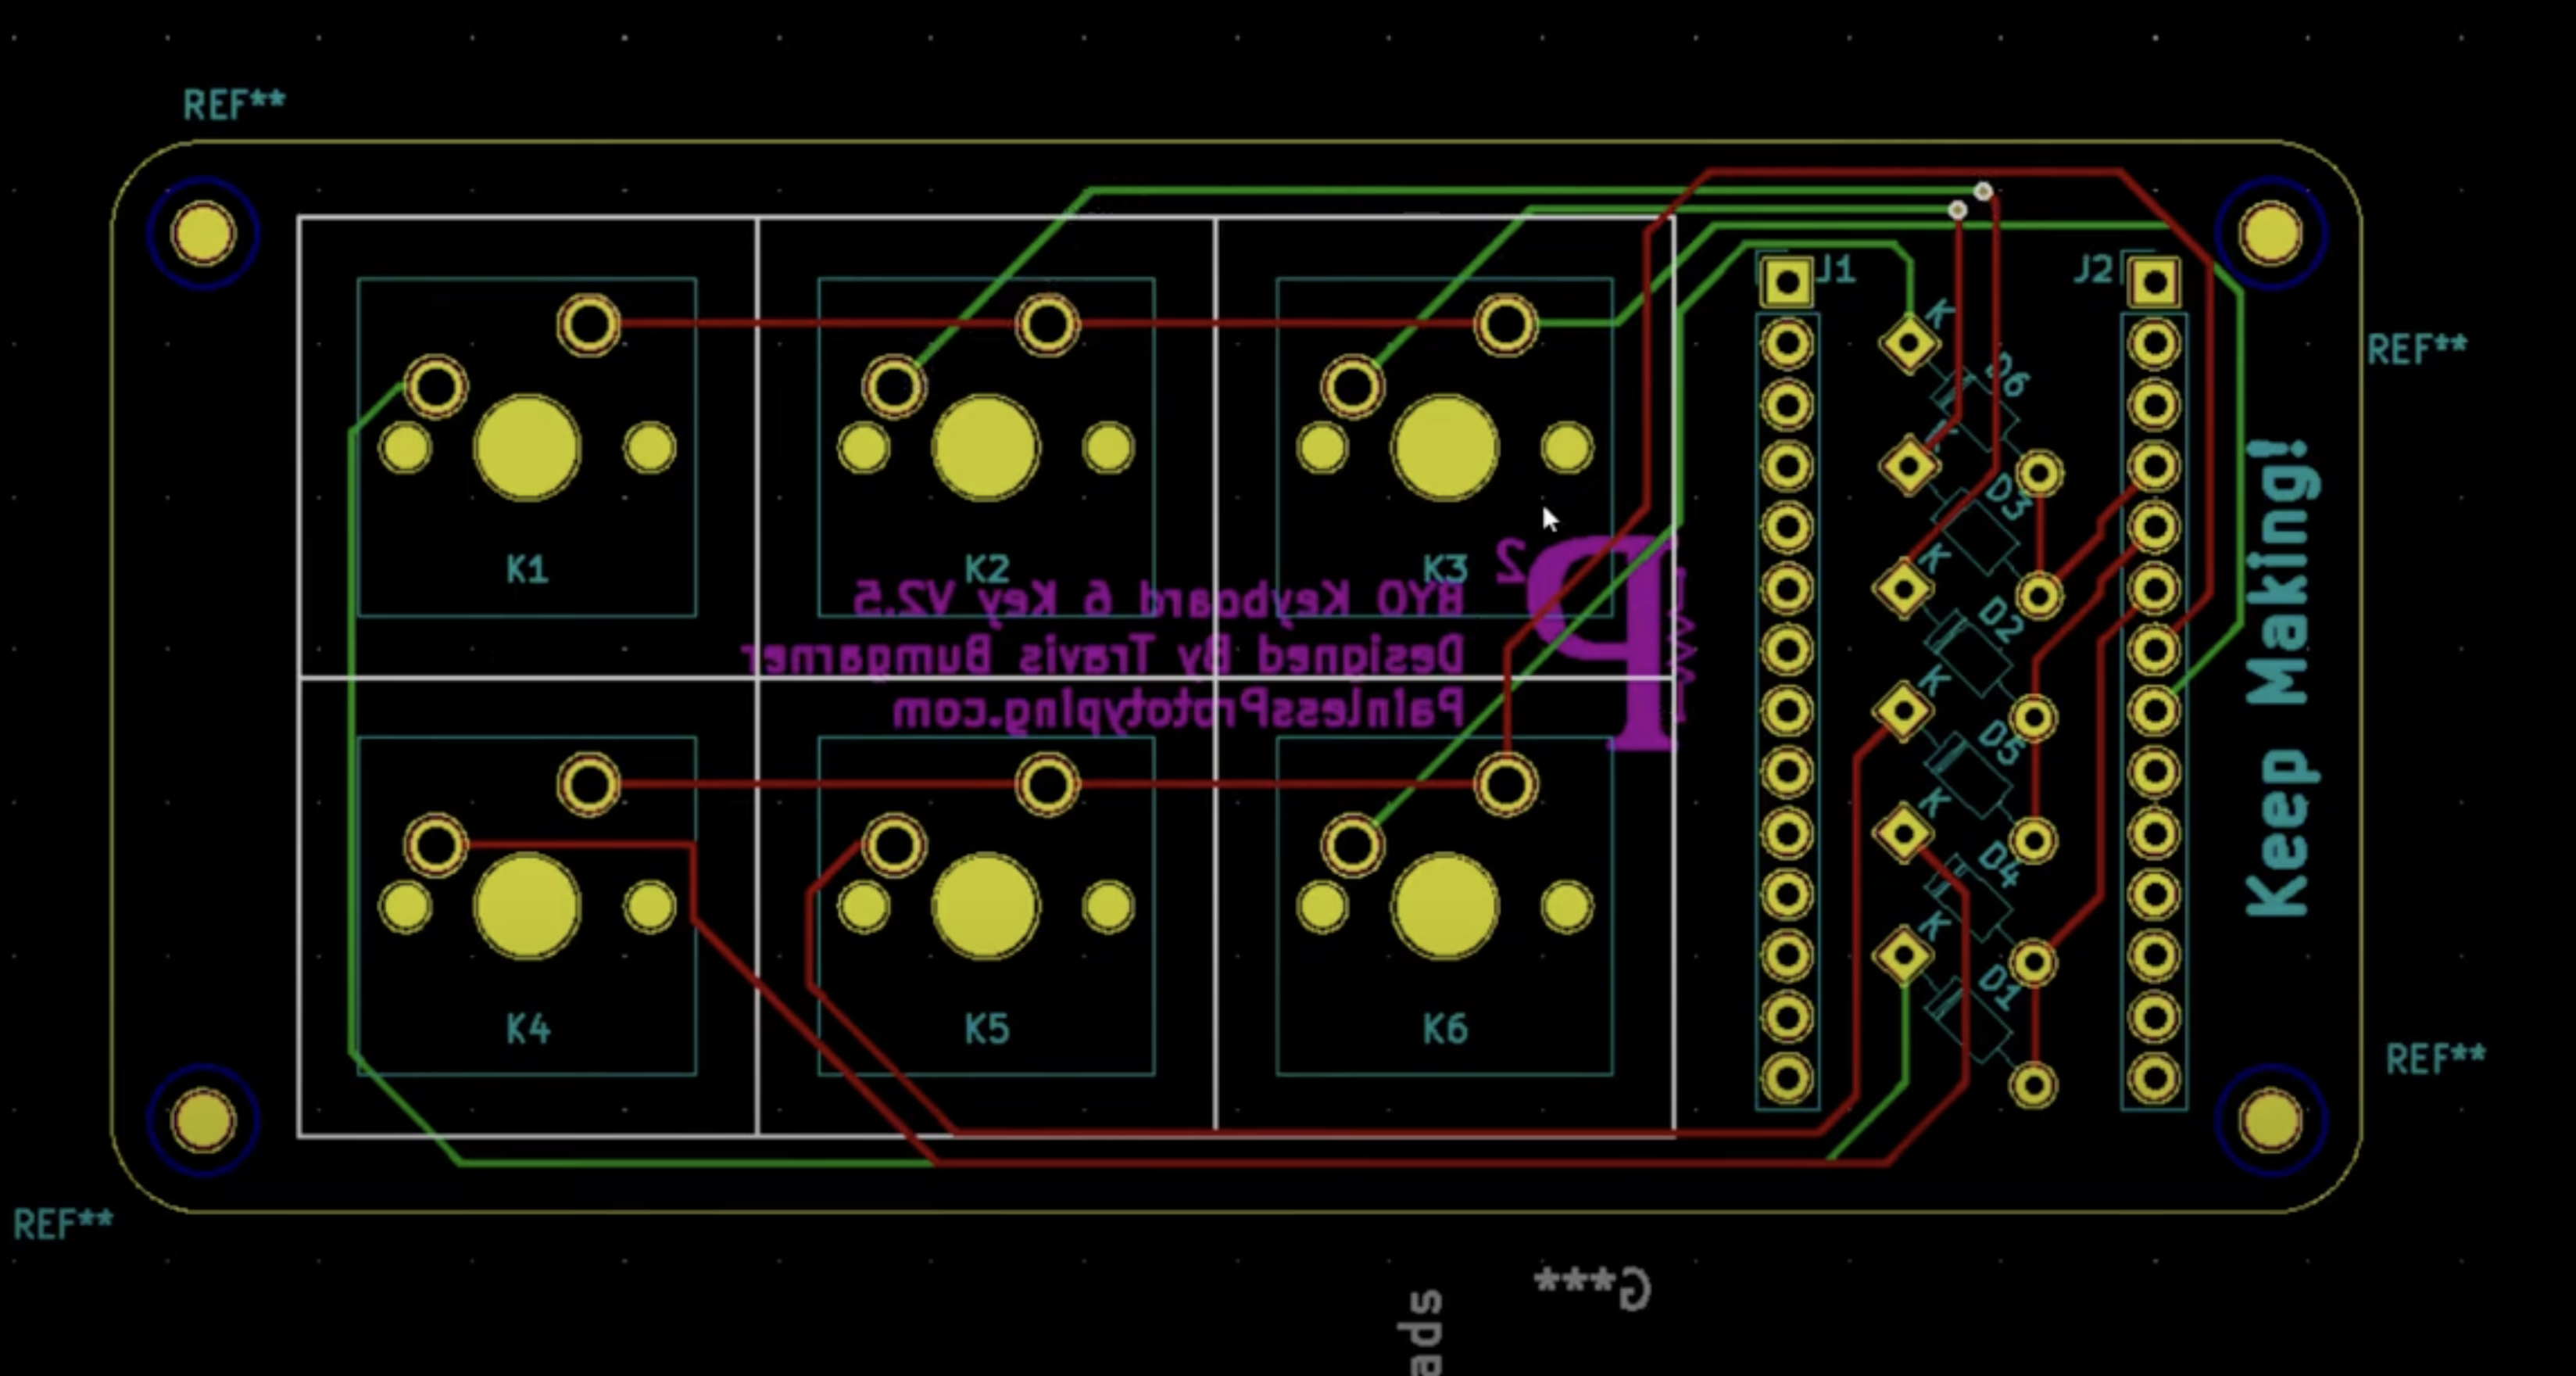 REF**
J1
J2
K
D6
REF**
K
D3
K1
K2
K3
2
K
BYO Keyboard 6 Key V2.5
D2
Designed By Travis Bumgarner
K
PainlessPrototyping.com
D5
Keep Making!
K
D4
K
D1
K4
K5
K6
REF**
REF**
G***
ads